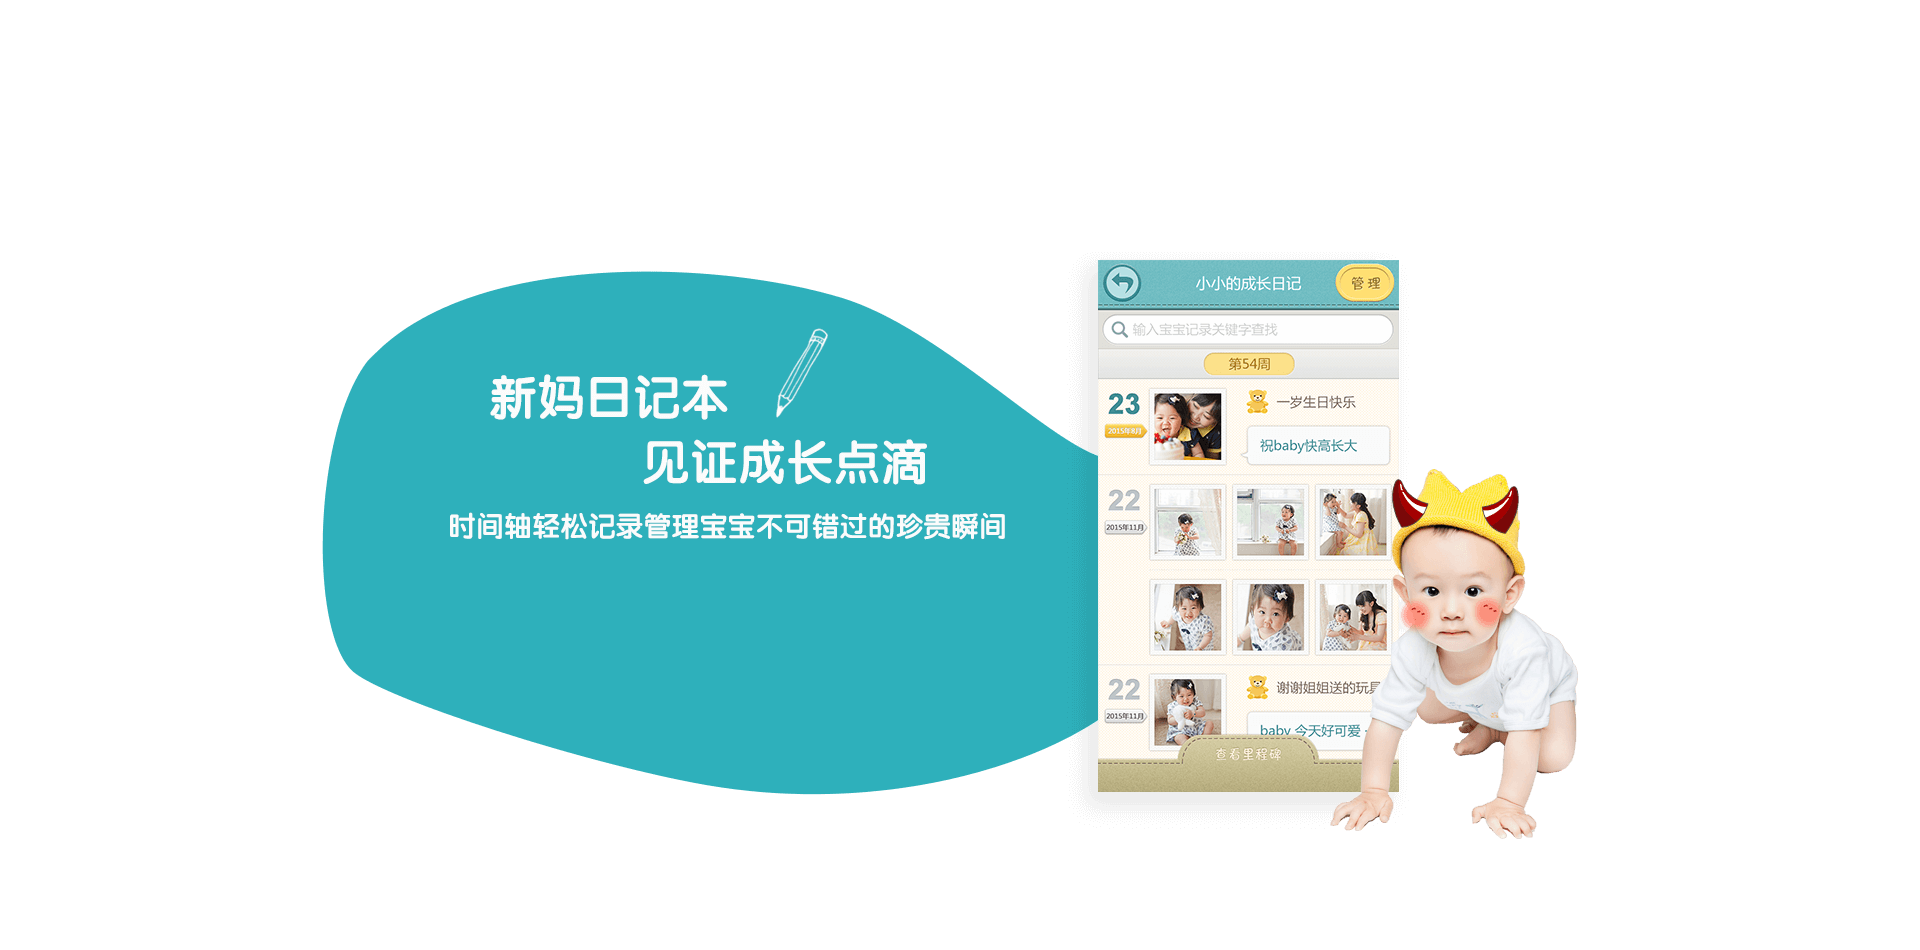 新妈日记本
见证成长点滴
时间轴轻松记录管理宝宝不可错过的珍贵瞬间
小小的成长日记
管理
输入宝宝记录关键字查找
第54周
23
2015年8月
一岁生日快乐
祝baby快高长大
22
2015年11月
22
2015年11月
谢谢姐姐送的玩具
baby 今天好可爱
查看里程碑